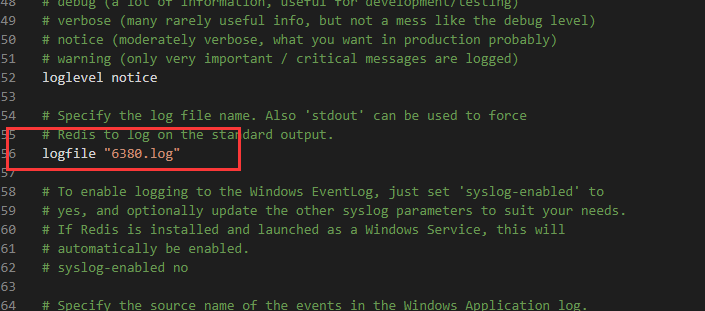 48 # debug (a lot of information, useful for development/testing)
49 # verbose (many rarely useful info, but not a mess like the debug level)
50 # notice (moderately verbose, what you want in production probably)
51 # warning (only very important / critical messages are logged)
52 loglevel notice
53
54 # Specify the log file name. Also 'stdout' can be used to force
55 # Redis to log on the standard output.
56 logfile "6380.log"
57
58 # To enable logging to the Windows EventLog, just set 'syslog-enabled' to
59 # yes, and optionally update the other syslog parameters to suit your needs.
60 # If Redis is installed and launched as a Windows Service, this will
61 # automatically be enabled.
62 # syslog-enabled no
63
64 # Specify the source name of the events in the Windows Application log.